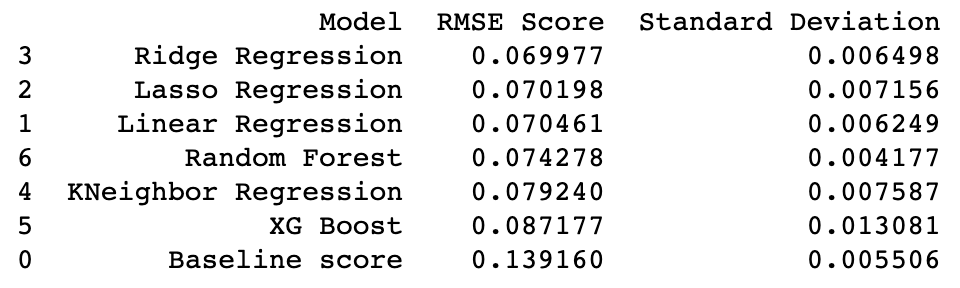 Model RMSE Score Standard Deviation
3 Ridge Regression 0.069977 0.006498
2 Lasso Regression 0.070198 0.007156
1 Linear Regression 0.070461 0.006249
6 Random Forest 0.074278 0.004177
4 KNeighbor Regression 0.079240 0.007587
5 XG Boost 0.087177 0.013081
0 Baseline score 0.139160 0.005506